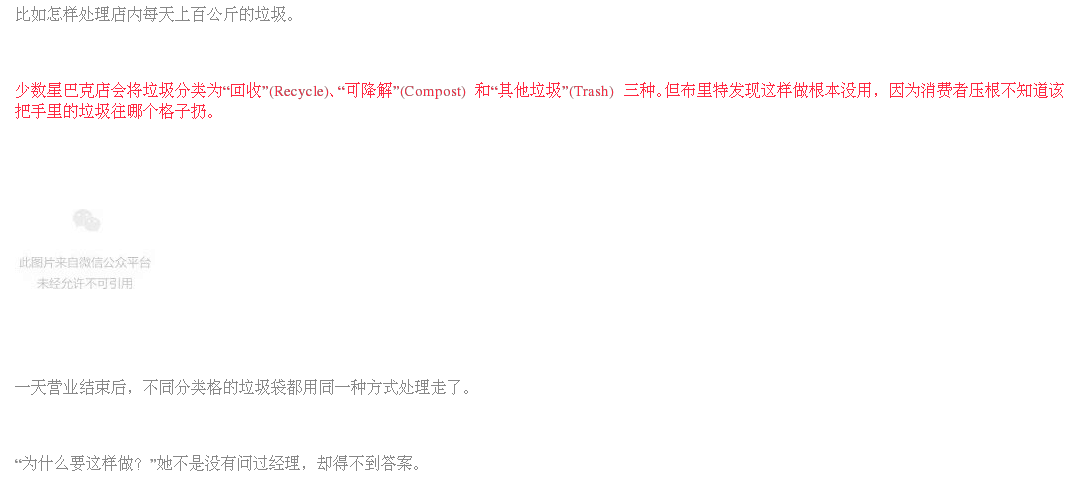 比如怎样处理店内每天上百公斤的垃圾。
少数星巴克店会将垃圾分类为“回收”(Recycle)、“可降解”(Compost) 和“其他垃圾”(Trash) 三种。但布里特发现这样做根本没用，因为消费者压根不知道该
把手里的垃圾往哪个格子扔。
此图片来自微信公众平台
未经允许不可引用
一天营业结束后，不同分类格的垃圾袋都用同一种方式处理走了。
“为什么要这样做？”她不是没有问过经理，却得不到答案。